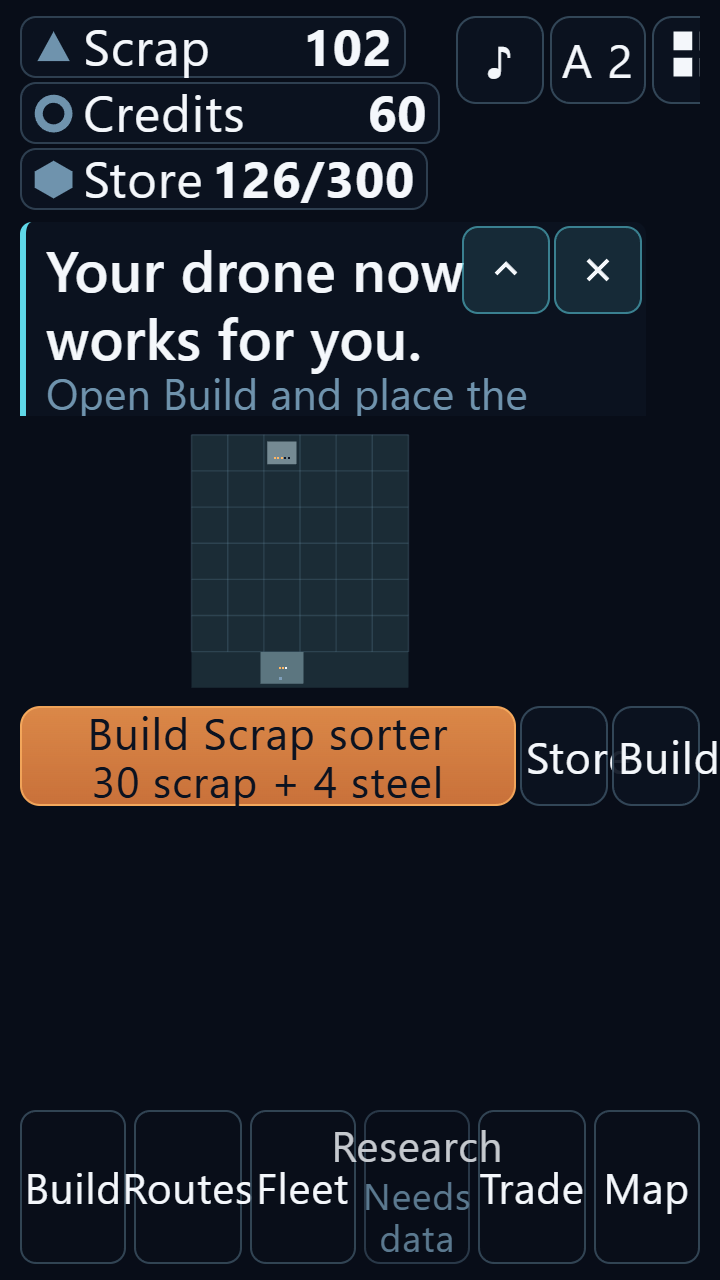 Scrap 102
♪ A 2
Credits 60
Store 126/300
Your drone now
works for you.
Open Build and place the
Build Scrap sorter
30 scrap + 4 steel
Store
Build
Build
Routes
Fleet
Research
Needs
data
Trade
Map